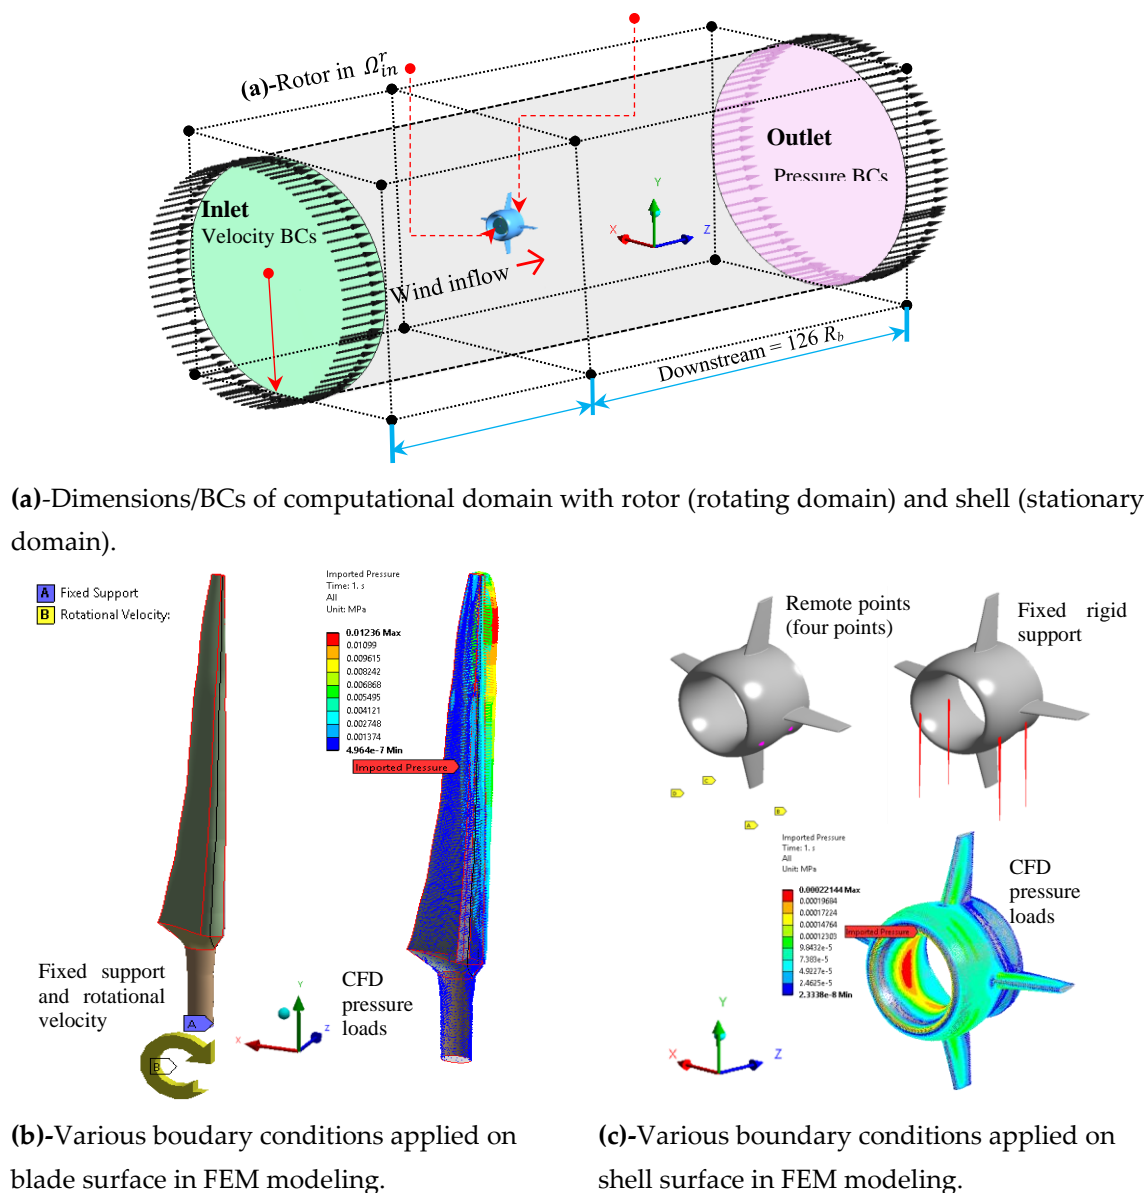 (a)-Rotor in Ω^r_in
Inlet
Velocity BCs
Wind inflow
Outlet
Pressure BCs
Y
X
Z
Downstream = 126 R_b
(a)-Dimensions/BCs of computational domain with rotor (rotating domain) and shell (stationary
domain).
A Fixed Support
B Rotational Velocity:
Imported Pressure
Time: 1. s
All
Unit: MPa
0.01236 Max
0.01099
0.009615
0.008242
0.006868
0.005495
0.004121
0.002748
0.001374
4.964e-7 Min
Imported Pressure
Fixed support
and rotational
velocity
A
B
CFD
pressure
loads
Y
X
Z
Remote points
(four points)
Fixed rigid
support
D
C
A
B
Imported Pressure
Time: 1. s
All
Unit: MPa
0.00022144 Max
0.00019684
0.00017224
0.00014764
0.00012303
9.8432e-5
7.383e-5
4.9227e-5
2.4625e-5
2.3338e-8 Min
Imported Pressure
CFD
pressure
loads
Y
X
Z
(b)-Various boudary conditions applied on
blade surface in FEM modeling.
(c)-Various boundary conditions applied on
shell surface in FEM modeling.